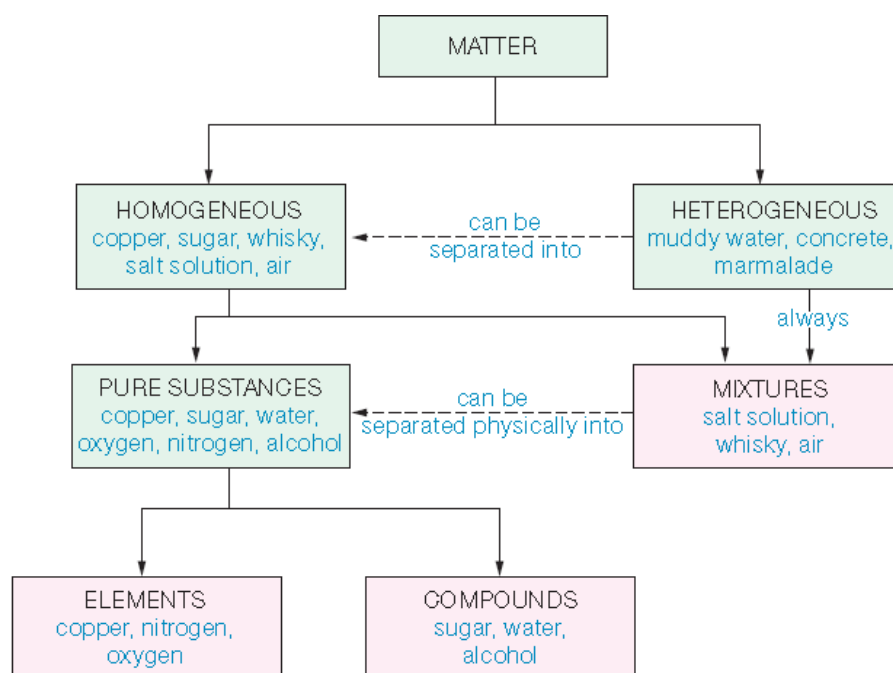 MATTER
HOMOGENEOUS
copper, sugar, whisky,
salt solution, air
can be
separated into
HETEROGENEOUS
muddy water, concrete,
marmalade
always
PURE SUBSTANCES
copper, sugar, water,
oxygen, nitrogen, alcohol
can be
separated physically into
MIXTURES
salt solution,
whisky, air
ELEMENTS
copper, nitrogen,
oxygen
COMPOUNDS
sugar, water,
alcohol